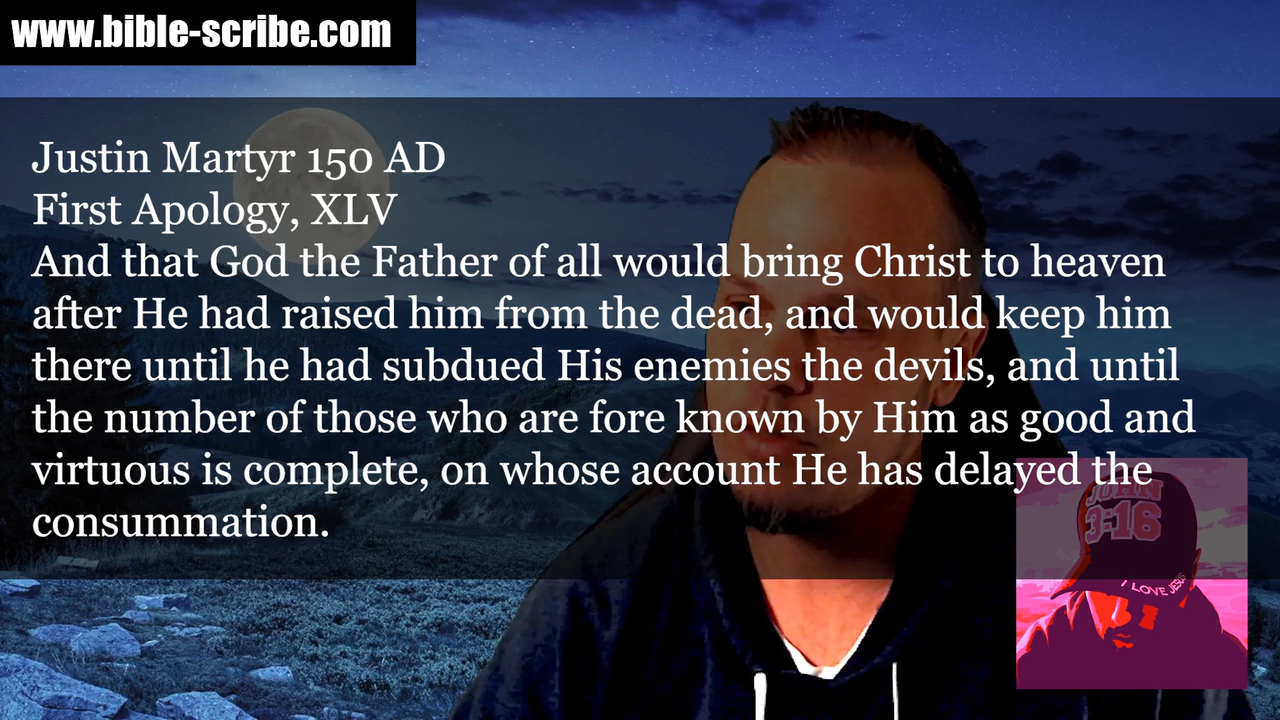 www.bible-scribe.com
Justin Martyr 150 AD
First Apology, XLV
And that God the Father of all would bring Christ to heaven
after He had raised him from the dead, and would keep him
there until he had subdued His enemies the devils, and until
the number of those who are fore known by Him as good and
virtuous is complete, on whose account He has delayed the
consummation.
JOHN
3:16
I LOVE JESUS